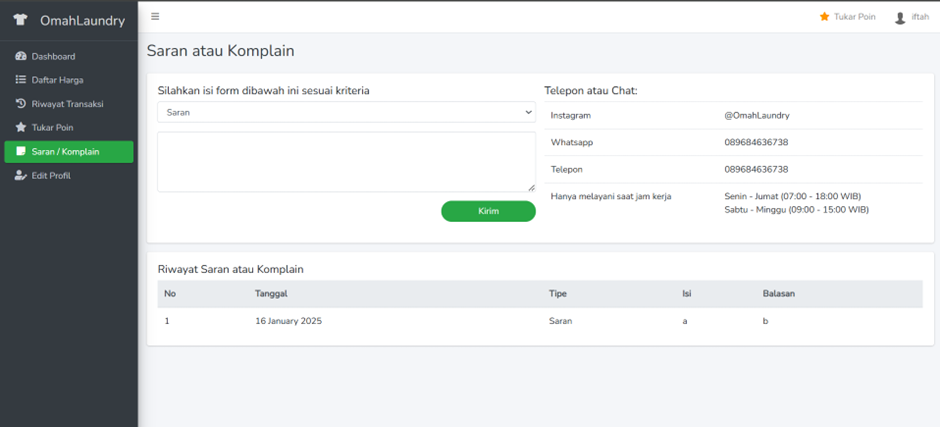 OmahLaundry
Tukar Poin
iftah
Dashboard
Daftar Harga
Riwayat Transaksi
Tukar Poin
Saran / Komplain
Edit Profil
Saran atau Komplain
Silahkan isi form dibawah ini sesuai kriteria
Saran
Kirim
Telepon atau Chat:
Instagram @OmahLaundry
Whatsapp 089684636738
Telepon 089684636738
Hanya melayani saat jam kerja Senin - Jumat (07:00 - 18:00 WIB)
Sabtu - Minggu (09:00 - 15:00 WIB)
Riwayat Saran atau Komplain
No Tanggal Tipe Isi Balasan
1 16 January 2025 Saran a b